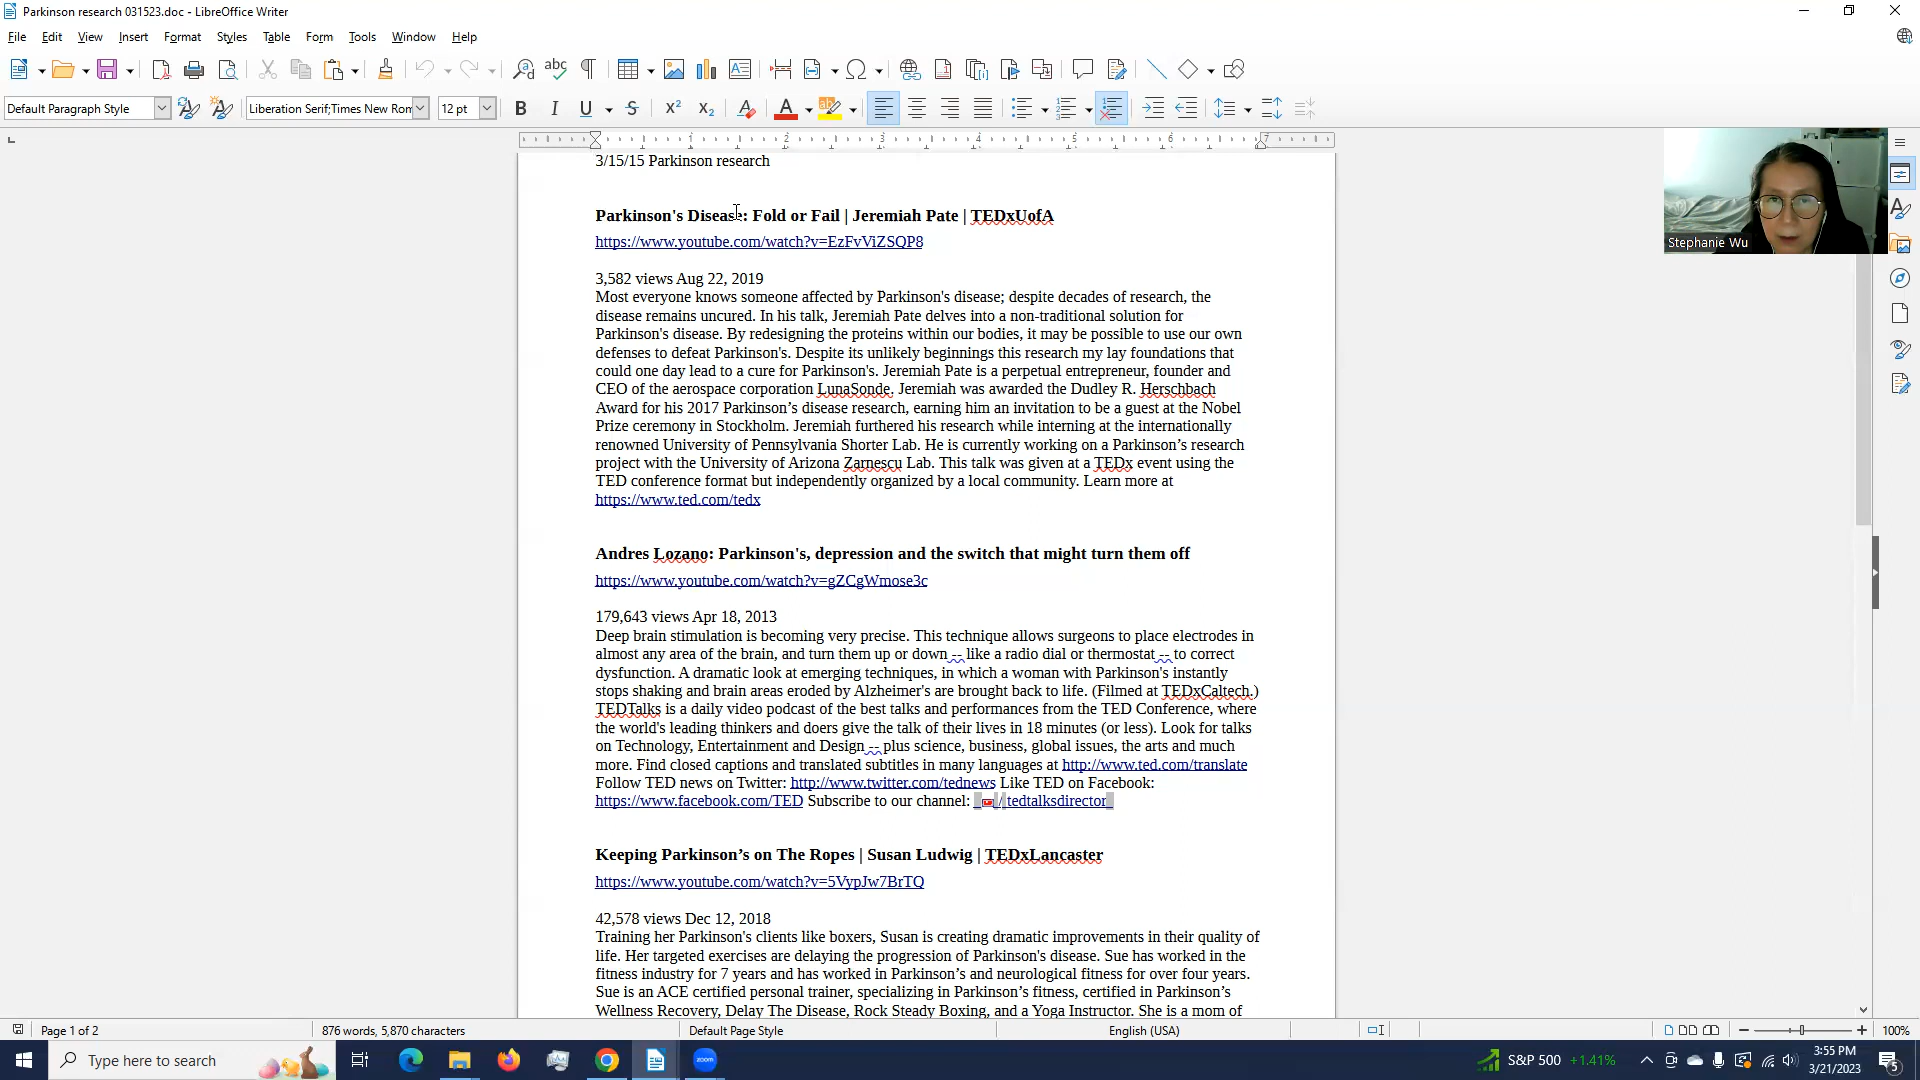 Parkinson research 031523.doc - LibreOffice Writer
File Edit View Insert Format Styles Table Form Tools Window Help
Default Paragraph Style Liberation Serif;Times New Rom 12 pt
1 2 3 4 5 6 7
3/15/15 Parkinson research
Parkinson's Disease: Fold or Fail | Jeremiah Pate | TEDxUofA
https://www.youtube.com/watch?v=EzFvViZSQP8
3,582 views Aug 22, 2019
Most everyone knows someone affected by Parkinson's disease; despite decades of research, the
disease remains uncured. In his talk, Jeremiah Pate delves into a non-traditional solution for
Parkinson's disease. By redesigning the proteins within our bodies, it may be possible to use our own
defenses to defeat Parkinson's. Despite its unlikely beginnings this research my lay foundations that
could one day lead to a cure for Parkinson's. Jeremiah Pate is a perpetual entrepreneur, founder and
CEO of the aerospace corporation LunaSonde. Jeremiah was awarded the Dudley R. Herschbach
Award for his 2017 Parkinson’s disease research, earning him an invitation to be a guest at the Nobel
Prize ceremony in Stockholm. Jeremiah furthered his research while interning at the internationally
renowned University of Pennsylvania Shorter Lab. He is currently working on a Parkinson’s research
project with the University of Arizona Zarnescu Lab. This talk was given at a TEDx event using the
TED conference format but independently organized by a local community. Learn more at
https://www.ted.com/tedx
Andres Lozano: Parkinson's, depression and the switch that might turn them off
https://www.youtube.com/watch?v=gZCgWmose3c
179,643 views Apr 18, 2013
Deep brain stimulation is becoming very precise. This technique allows surgeons to place electrodes in
almost any area of the brain, and turn them up or down -- like a radio dial or thermostat -- to correct
dysfunction. A dramatic look at emerging techniques, in which a woman with Parkinson's instantly
stops shaking and brain areas eroded by Alzheimer's are brought back to life. (Filmed at TEDxCaltech.)
TEDTalks is a daily video podcast of the best talks and performances from the TED Conference, where
the world's leading thinkers and doers give the talk of their lives in 18 minutes (or less). Look for talks
on Technology, Entertainment and Design -- plus science, business, global issues, the arts and much
more. Find closed captions and translated subtitles in many languages at http://www.ted.com/translate
Follow TED news on Twitter: http://www.twitter.com/tednews Like TED on Facebook:
https://www.facebook.com/TED Subscribe to our channel: / tedtalksdirector
Keeping Parkinson’s on The Ropes | Susan Ludwig | TEDxLancaster
https://www.youtube.com/watch?v=5VypJw7BrTQ
42,578 views Dec 12, 2018
Training her Parkinson's clients like boxers, Susan is creating dramatic improvements in their quality of
life. Her targeted exercises are delaying the progression of Parkinson's disease. Sue has worked in the
fitness industry for 7 years and has worked in Parkinson’s and neurological fitness for over four years.
Sue is an ACE certified personal trainer, specializing in Parkinson’s fitness, certified in Parkinson’s
Wellness Recovery, Delay The Disease, Rock Steady Boxing, and a Yoga Instructor. She is a mom of
Stephanie Wu
Page 1 of 2 876 words, 5,870 characters Default Page Style English (USA) 100%
Type here to search zoom S&P 500 +1.41% 3:55 PM
3/21/2023 5